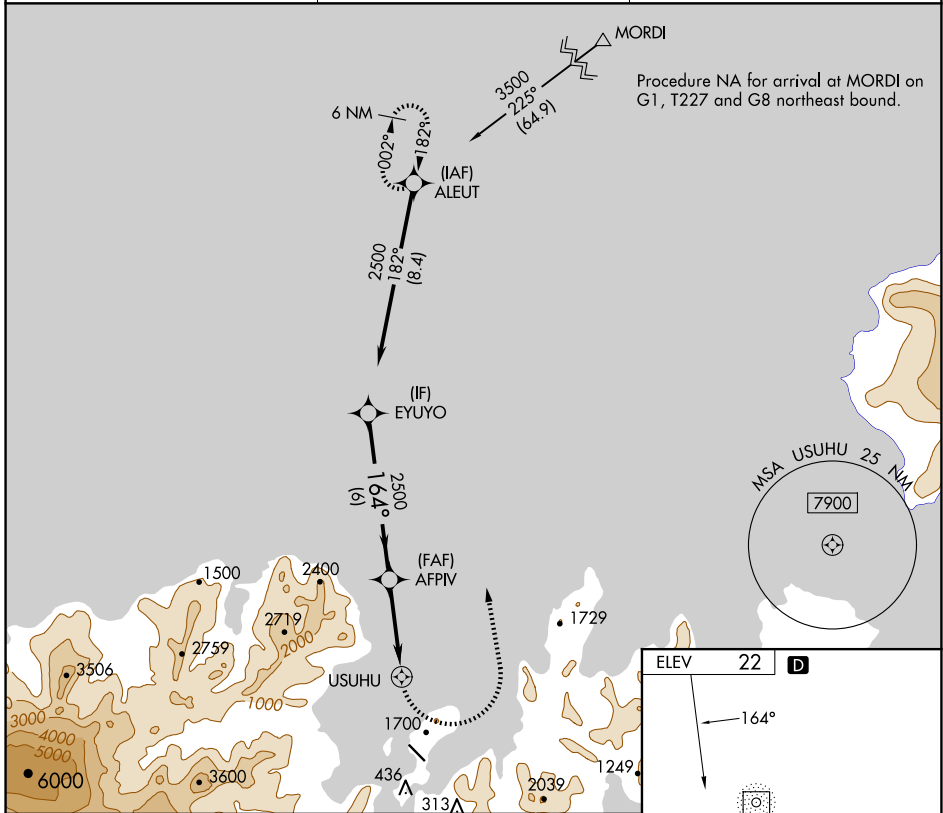 MORDI
Procedure NA for arrival at MORDI on
G1, T227 and G8 northeast bound.
3500
225°
(64.9)
6 NM
002°
182°
(IAF)
ALEUT
2500
182°
(8.4)
(IF)
EYUYO
2500
164°
(6)
MSA USUHU 25 NM
7900
(FAF)
AFPIV
1500
2400
2719
2000
2759
1729
3506
USUHU
1000
3000
4000
5000
6000
3600
1700
436
313
2039
1249
ELEV 22 D
164°